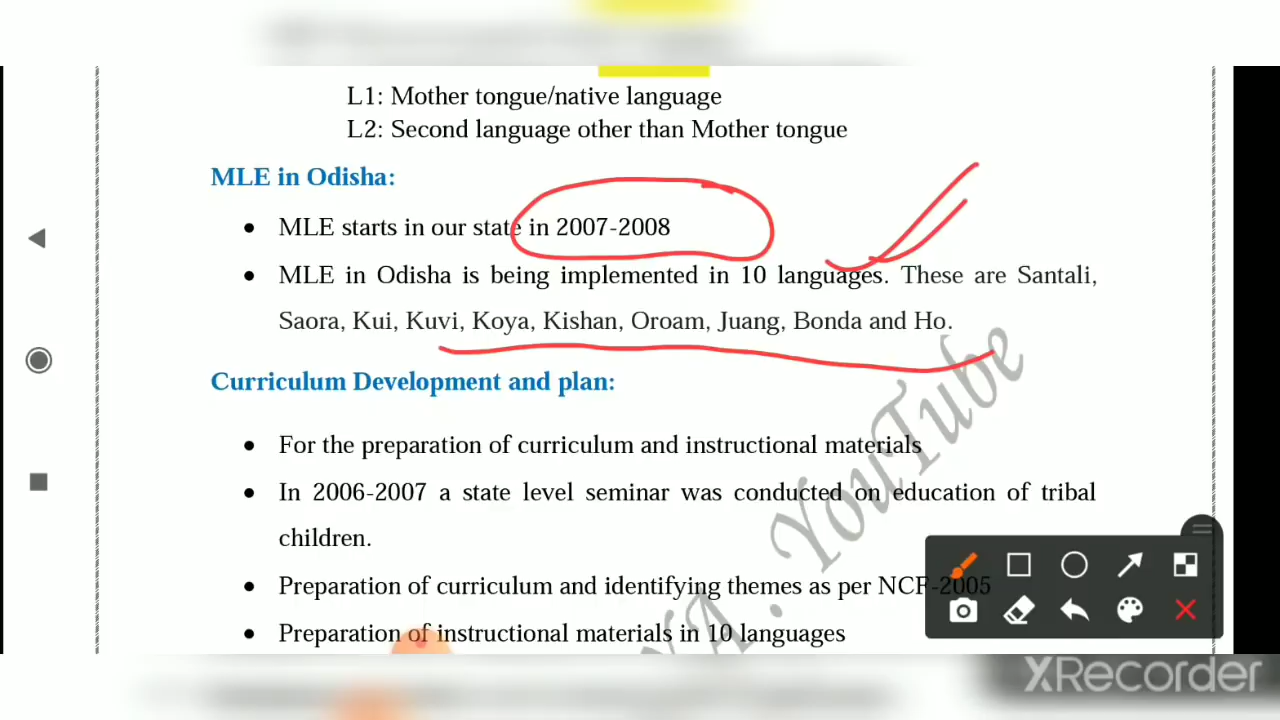 L1: Mother tongue/native language
L2: Second language other than Mother tongue
MLE in Odisha:
• MLE starts in our state in 2007-2008
• MLE in Odisha is being implemented in 10 languages. These are Santali,
Saora, Kui, Kuvi, Koya, Kishan, Oroam, Juang, Bonda and Ho.
Curriculum Development and plan:
• For the preparation of curriculum and instructional materials
• In 2006-2007 a state level seminar was conducted on education of tribal
children.
• Preparation of curriculum and identifying themes as per NCF-2005
• Preparation of instructional materials in 10 languages
YouTube
XRecorder